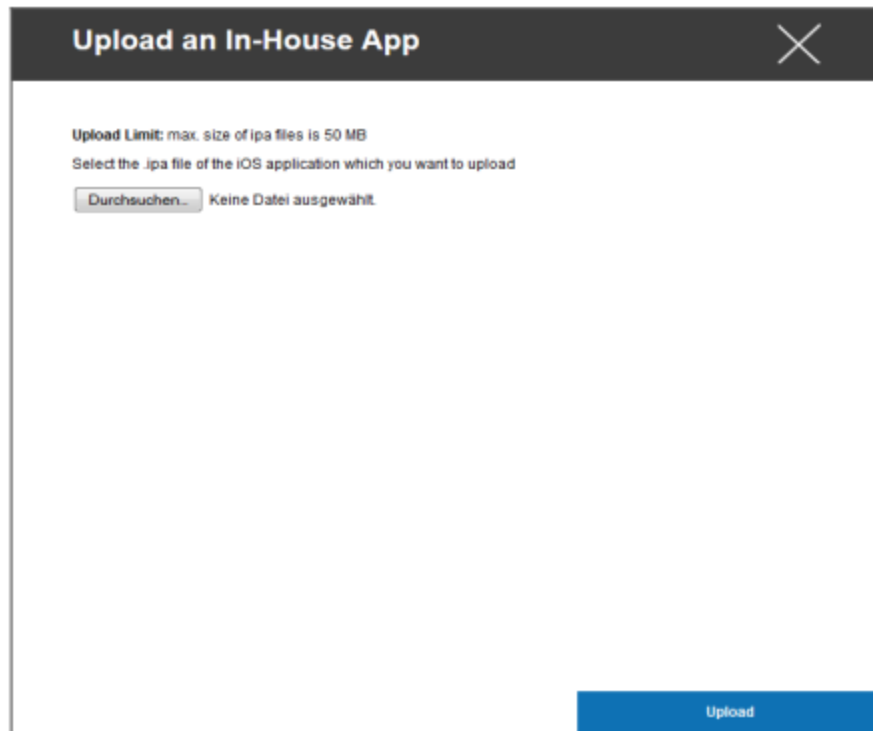 Upload an In-House App
Upload Limit: max. size of ipa files is 50 MB
Select the .ipa file of the iOS application which you want to upload
Durchsuchen... Keine Datei ausgewählt.
Upload